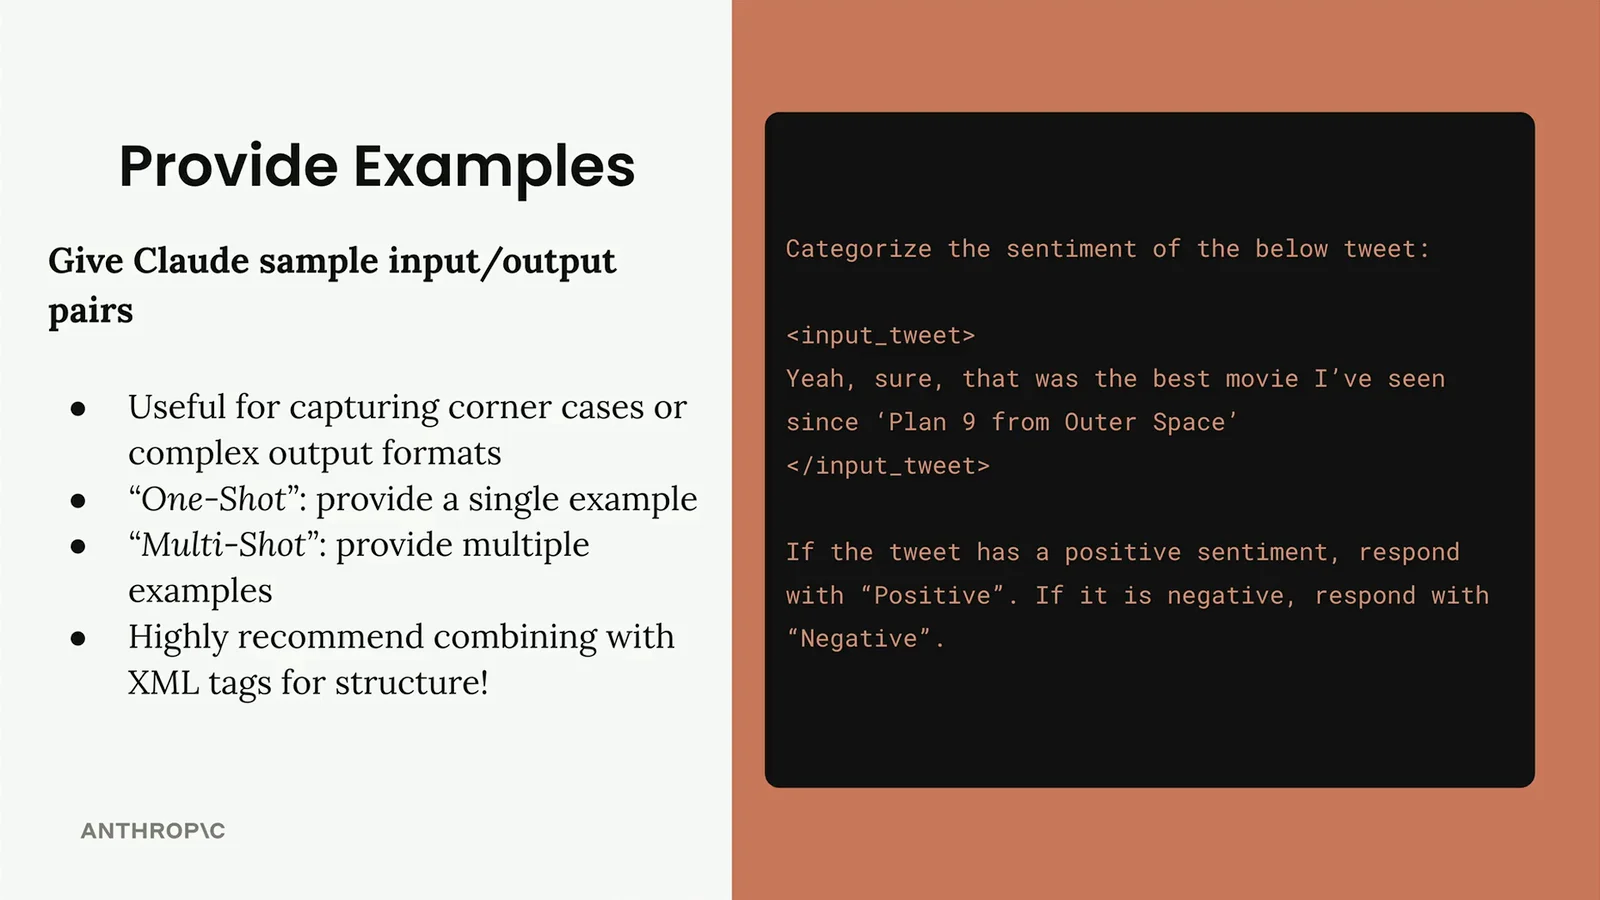 Provide Examples
Give Claude sample input/output
pairs
● Useful for capturing corner cases or
complex output formats
● “One-Shot”: provide a single example
● “Multi-Shot”: provide multiple
examples
● Highly recommend combining with
XML tags for structure!
ANTHROP\C
Categorize the sentiment of the below tweet:
<input_tweet>
Yeah, sure, that was the best movie I’ve seen
since ‘Plan 9 from Outer Space’
</input_tweet>
If the tweet has a positive sentiment, respond
with “Positive”. If it is negative, respond with
“Negative”.